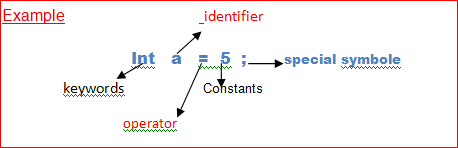 Example
_identifier
Int a = 5 ; special symbole
keywords Constants
operator